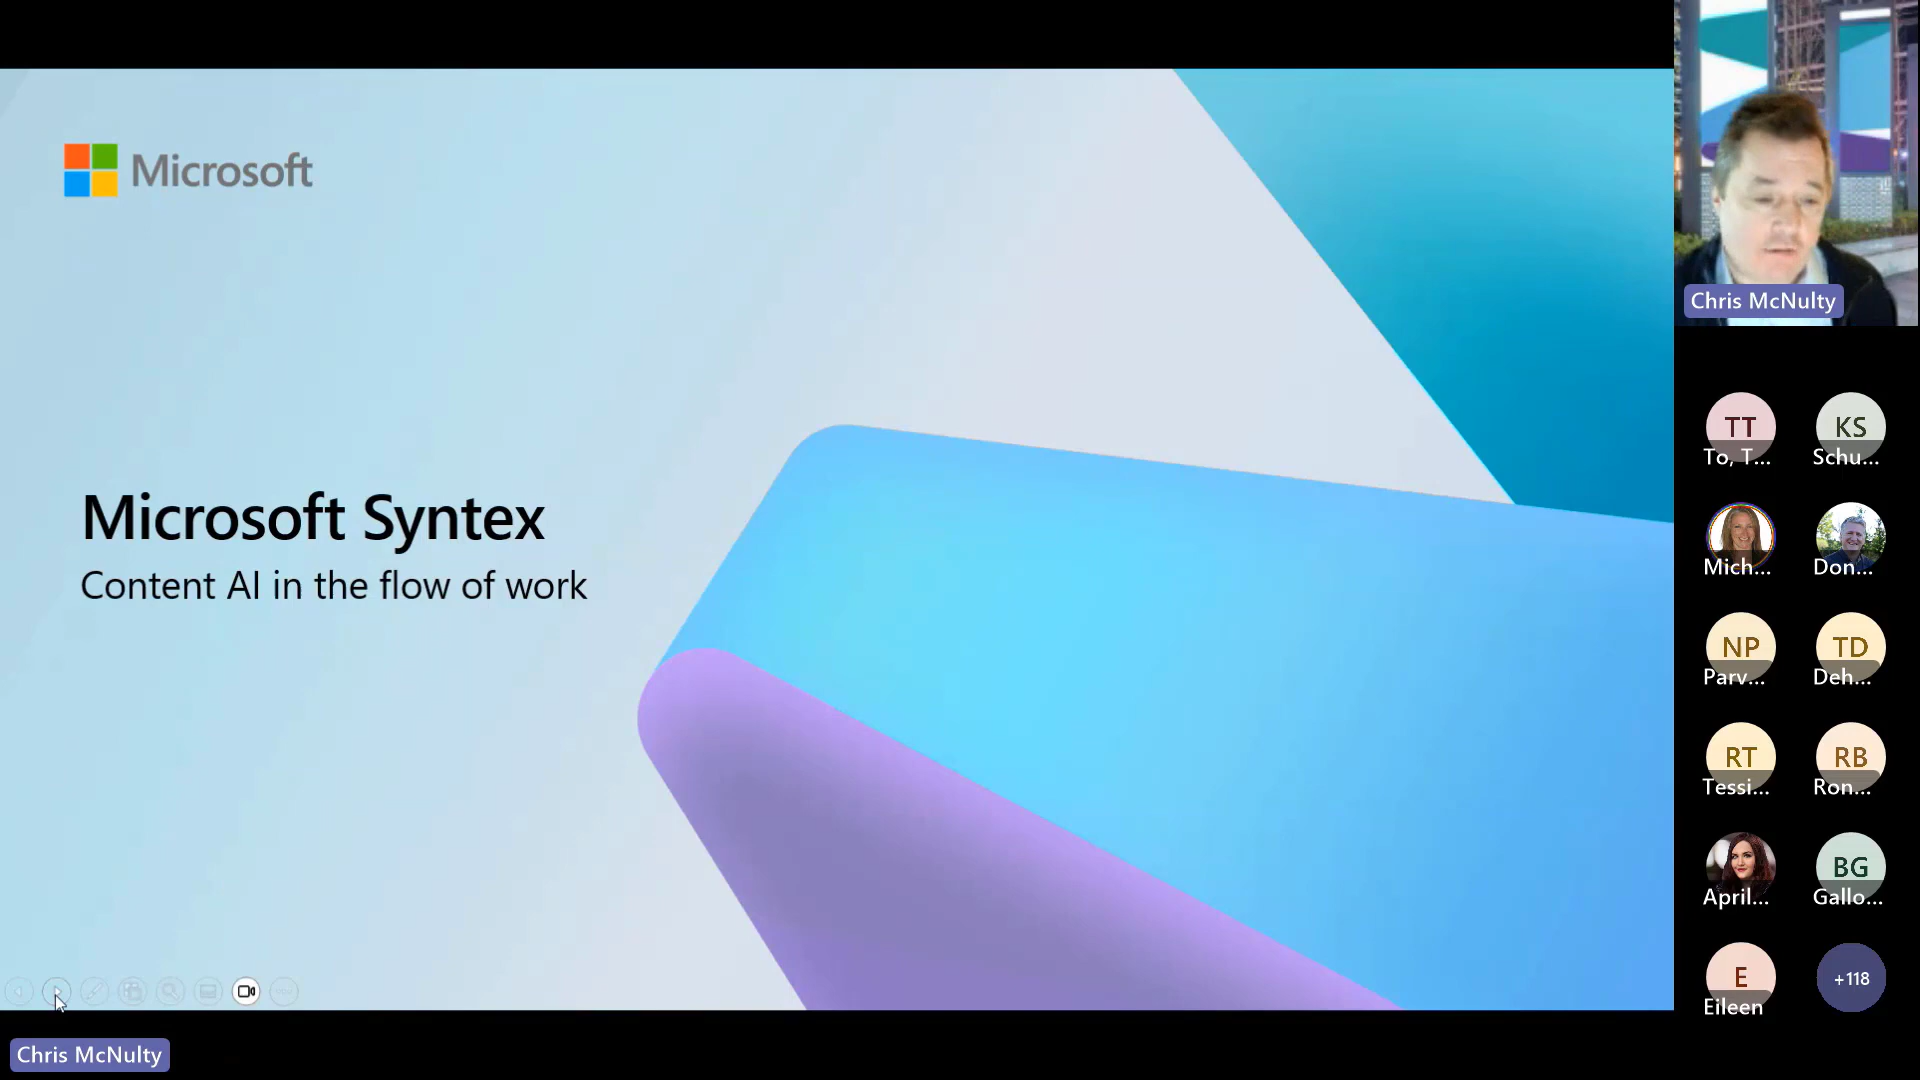 Microsoft
Microsoft Syntex
Content AI in the flow of work
Chris McNulty
Chris McNulty
TT
To, T...
KS
Schu...
Mich...
Don...
NP
Parv...
TD
Deh...
RT
Tessi...
RB
Ron...
April...
BG
Gallo...
E
Eileen
+118